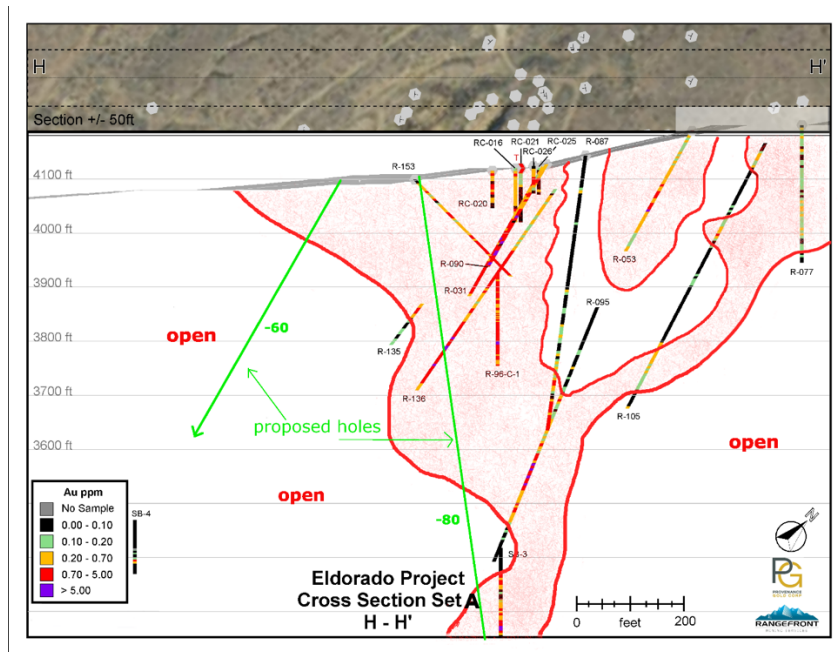 H H'
Section +/- 50ft
RC-016 RC-021 RC-025 R-087
T RC-026
R-153
4100 ft
RC-020
4000 ft
R-090
R-053
3900 ft
R-031
R-077
R-095
-60
3800 ft
open
R-135
R-96-C-1
3700 ft
R-136
R-105
proposed holes
3600 ft
open
open
Au ppm
No Sample
0.00 - 0.10
0.10 - 0.20
0.20 - 0.70
0.70 - 5.00
> 5.00
SB-4
-80
N
Eldorado Project
Cross Section Set A
H - H'
0 feet 200
PG
PROVENANCE
GOLD CORP
RANGEFRONT